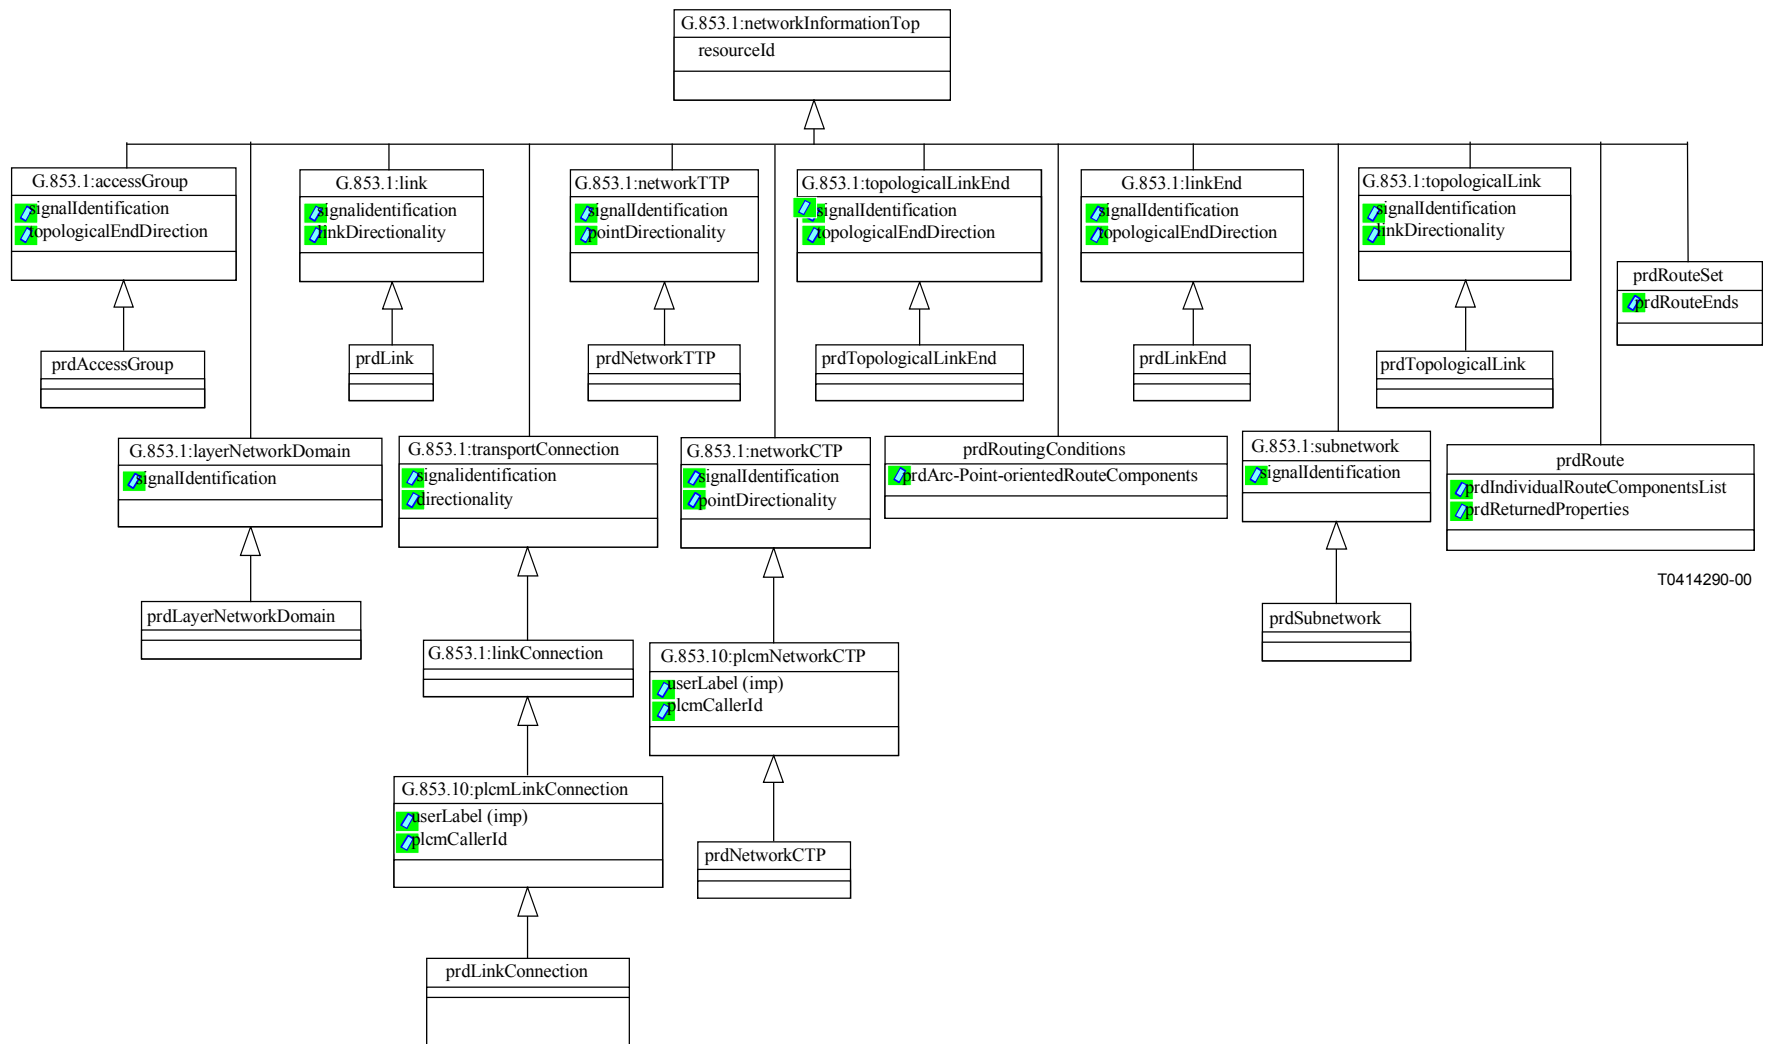 G.853.1:networkInformationTop
resourceId
G.853.1:accessGroup
signalIdentification
topologicalEndDirection
G.853.1:link
signalidentification
linkDirectionality
G.853.1:networkTTP
signalIdentification
pointDirectionality
G.853.1:topologicalLinkEnd
signalIdentification
topologicalEndDirection
G.853.1:linkEnd
signalIdentification
topologicalEndDirection
G.853.1:topologicalLink
signalIdentification
linkDirectionality
prdRouteSet
prdRouteEnds
prdAccessGroup
prdLink
prdNetworkTTP
prdTopologicalLinkEnd
prdLinkEnd
prdTopologicalLink
G.853.1:layerNetworkDomain
signalIdentification
G.853.1:transportConnection
signalidentification
directionality
G.853.1:networkCTP
signalIdentification
pointDirectionality
prdRoutingConditions
prdArc-Point-orientedRouteComponents
G.853.1:subnetwork
signalIdentification
prdRoute
prdIndividualRouteComponentsList
prdReturnedProperties
T0414290-00
prdLayerNetworkDomain
G.853.1:linkConnection
G.853.10:plcmNetworkCTP
userLabel (imp)
plcmCallerId
prdSubnetwork
G.853.10:plcmLinkConnection
userLabel (imp)
plcmCallerId
prdNetworkCTP
prdLinkConnection